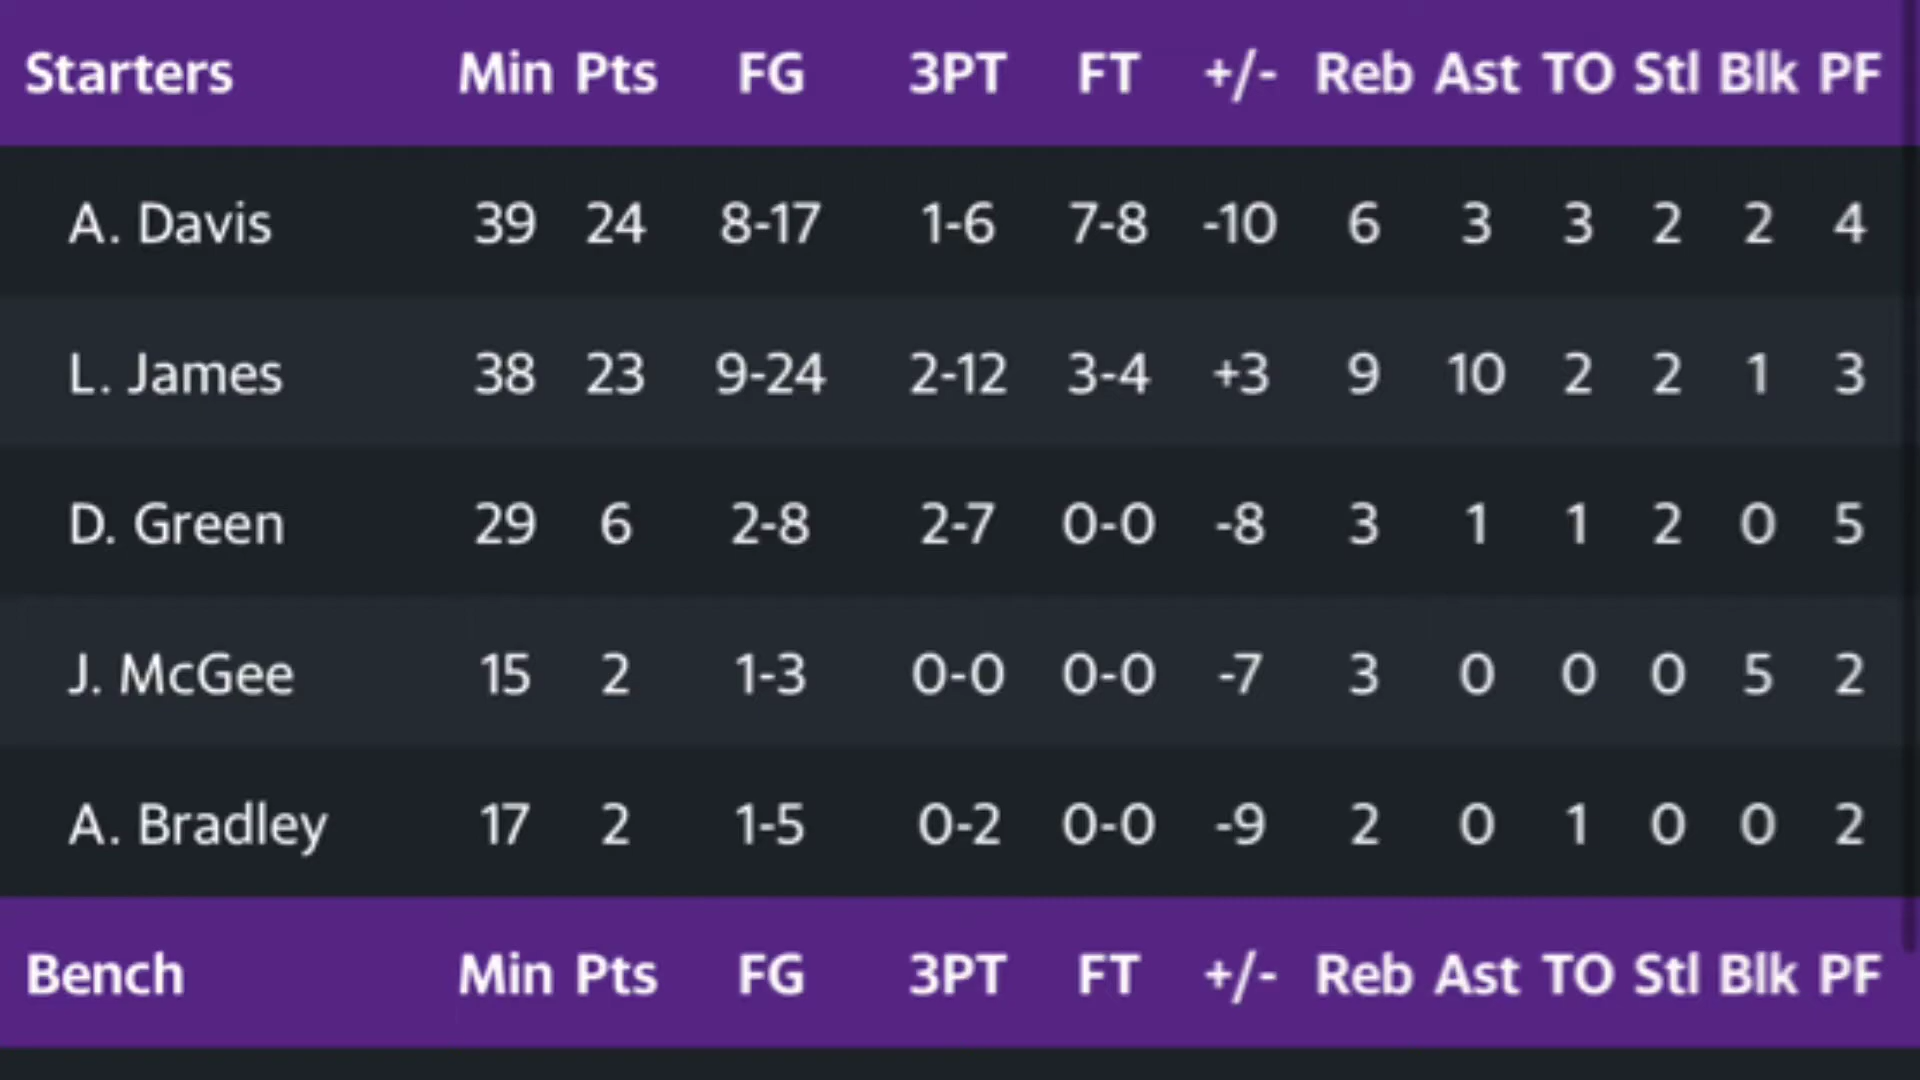 Starters Min Pts FG 3PT FT +/- Reb Ast TO Stl Blk PF
A. Davis 39 24 8-17 1-6 7-8 -10 6 3 3 2 2 4
L. James 38 23 9-24 2-12 3-4 +3 9 10 2 2 1 3
D. Green 29 6 2-8 2-7 0-0 -8 3 1 1 2 0 5
J. McGee 15 2 1-3 0-0 0-0 -7 3 0 0 0 5 2
A. Bradley 17 2 1-5 0-2 0-0 -9 2 0 1 0 0 2
Bench Min Pts FG 3PT FT +/- Reb Ast TO Stl Blk PF